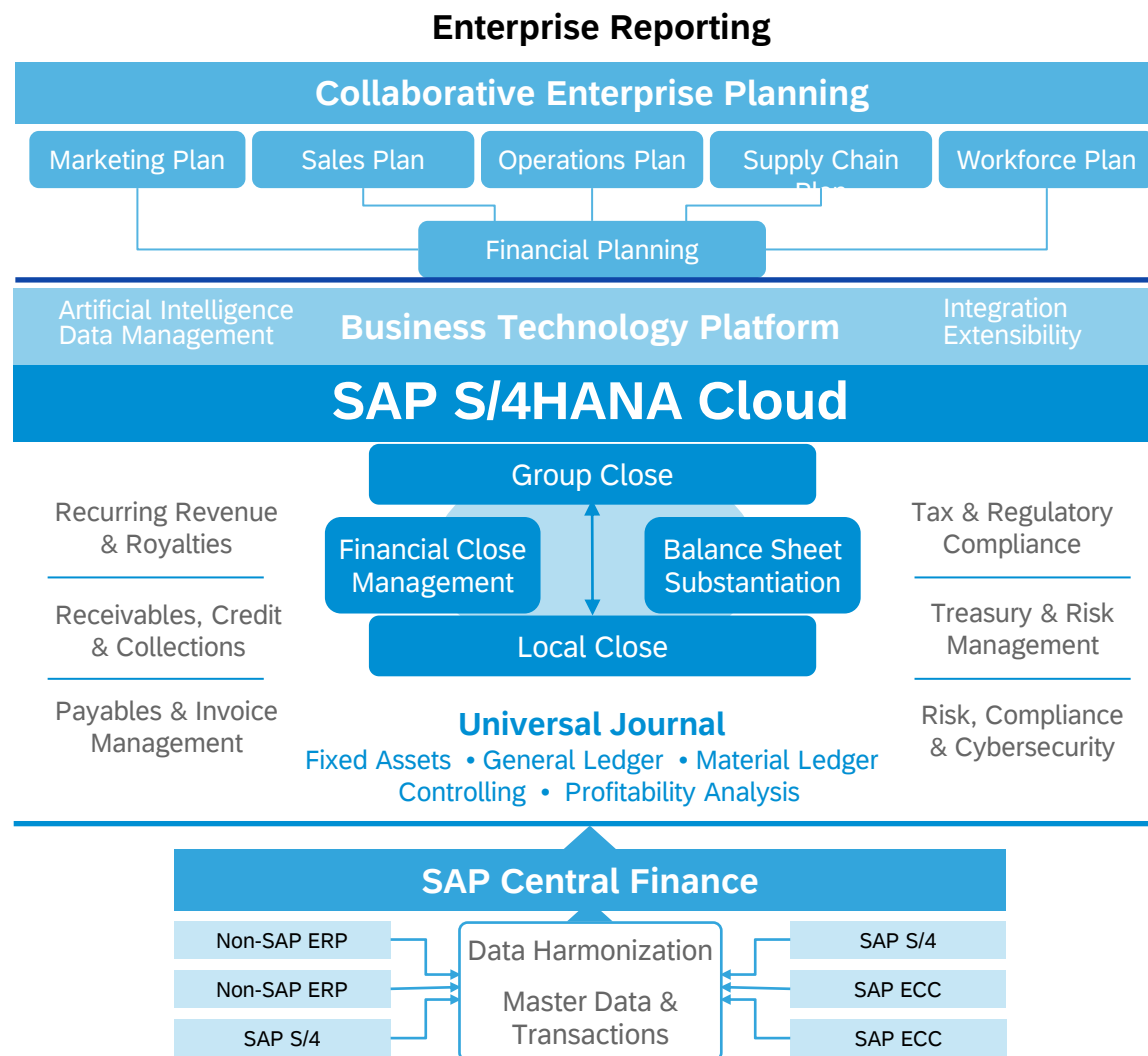 Enterprise Reporting
Collaborative Enterprise Planning
Marketing Plan
Sales Plan
Operations Plan
Supply Chain
Plan
Workforce Plan
Financial Planning
Artificial Intelligence
Data Management
Business Technology Platform
Integration
Extensibility
SAP S/4HANA Cloud
Group Close
Recurring Revenue
& Royalties
Receivables, Credit
& Collections
Payables & Invoice
Management
Financial Close
Management
Balance Sheet
Substantiation
Local Close
Tax & Regulatory
Compliance
Treasury & Risk
Management
Risk, Compliance
& Cybersecurity
Universal Journal
Fixed Assets • General Ledger • Material Ledger
Controlling • Profitability Analysis
SAP Central Finance
Non-SAP ERP
Non-SAP ERP
SAP S/4
Data Harmonization
Master Data &
Transactions
SAP S/4
SAP ECC
SAP ECC